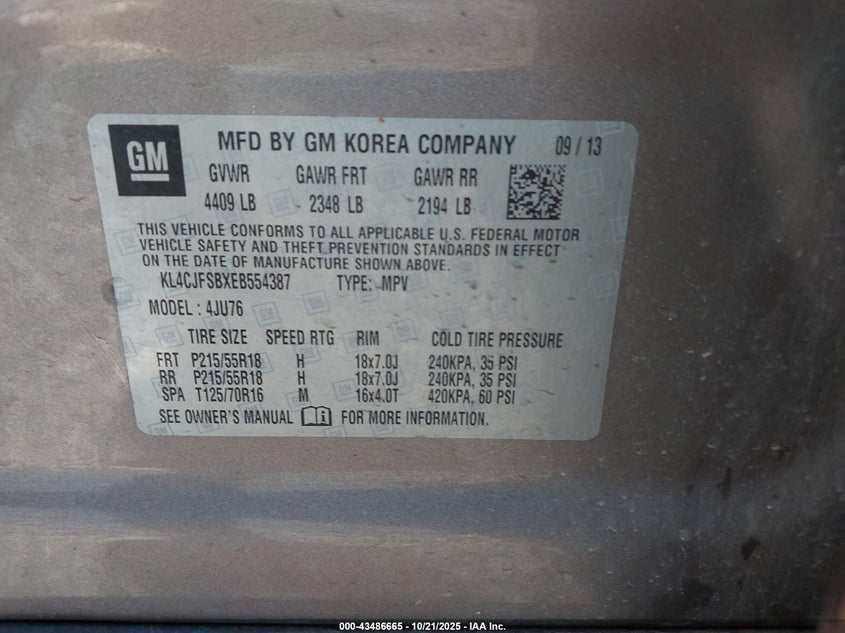 GM
MFD BY GM KOREA COMPANY 09 / 13
GVWR GAWR FRT GAWR RR
4409 LB 2348 LB 2194 LB
THIS VEHICLE CONFORMS TO ALL APPLICABLE U.S. FEDERAL MOTOR
VEHICLE SAFETY AND THEFT PREVENTION STANDARDS IN EFFECT
ON THE DATE OF MANUFACTURE SHOWN ABOVE.
KL4CJFSBXEB554387 TYPE: MPV
MODEL : 4JU76
TIRE SIZE SPEED RTG RIM COLD TIRE PRESSURE
FRT P215/55R18 H 18x7.0J 240KPA, 35 PSI
RR P215/55R18 H 18x7.0J 240KPA, 35 PSI
SPA T125/70R16 M 16x4.0T 420KPA, 60 PSI
SEE OWNER'S MANUAL FOR MORE INFORMATION.
000-43486665 - 10/21/2025 - IAA Inc.